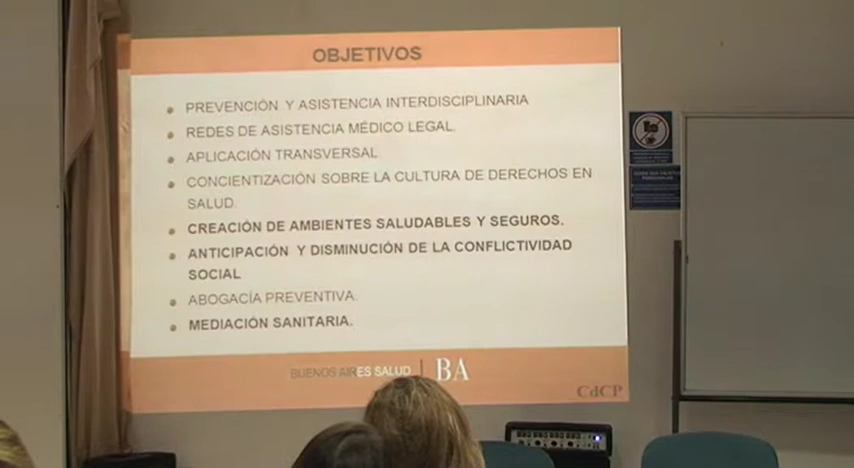 OBJETIVOS
PREVENCIÓN Y ASISTENCIA INTERDISCIPLINARIA
REDES DE ASISTENCIA MÉDICO LEGAL.
APLICACIÓN TRANSVERSAL
CONCIENTIZACIÓN SOBRE LA CULTURA DE DERECHOS EN
SALUD.
CREACIÓN DE AMBIENTES SALUDABLES Y SEGUROS.
ANTICIPACIÓN Y DISMINUCIÓN DE LA CONFLICTIVIDAD
SOCIAL
ABOGACÍA PREVENTIVA.
MEDIACIÓN SANITARIA.
BUENOS AIRES SALUD BA
CdCP